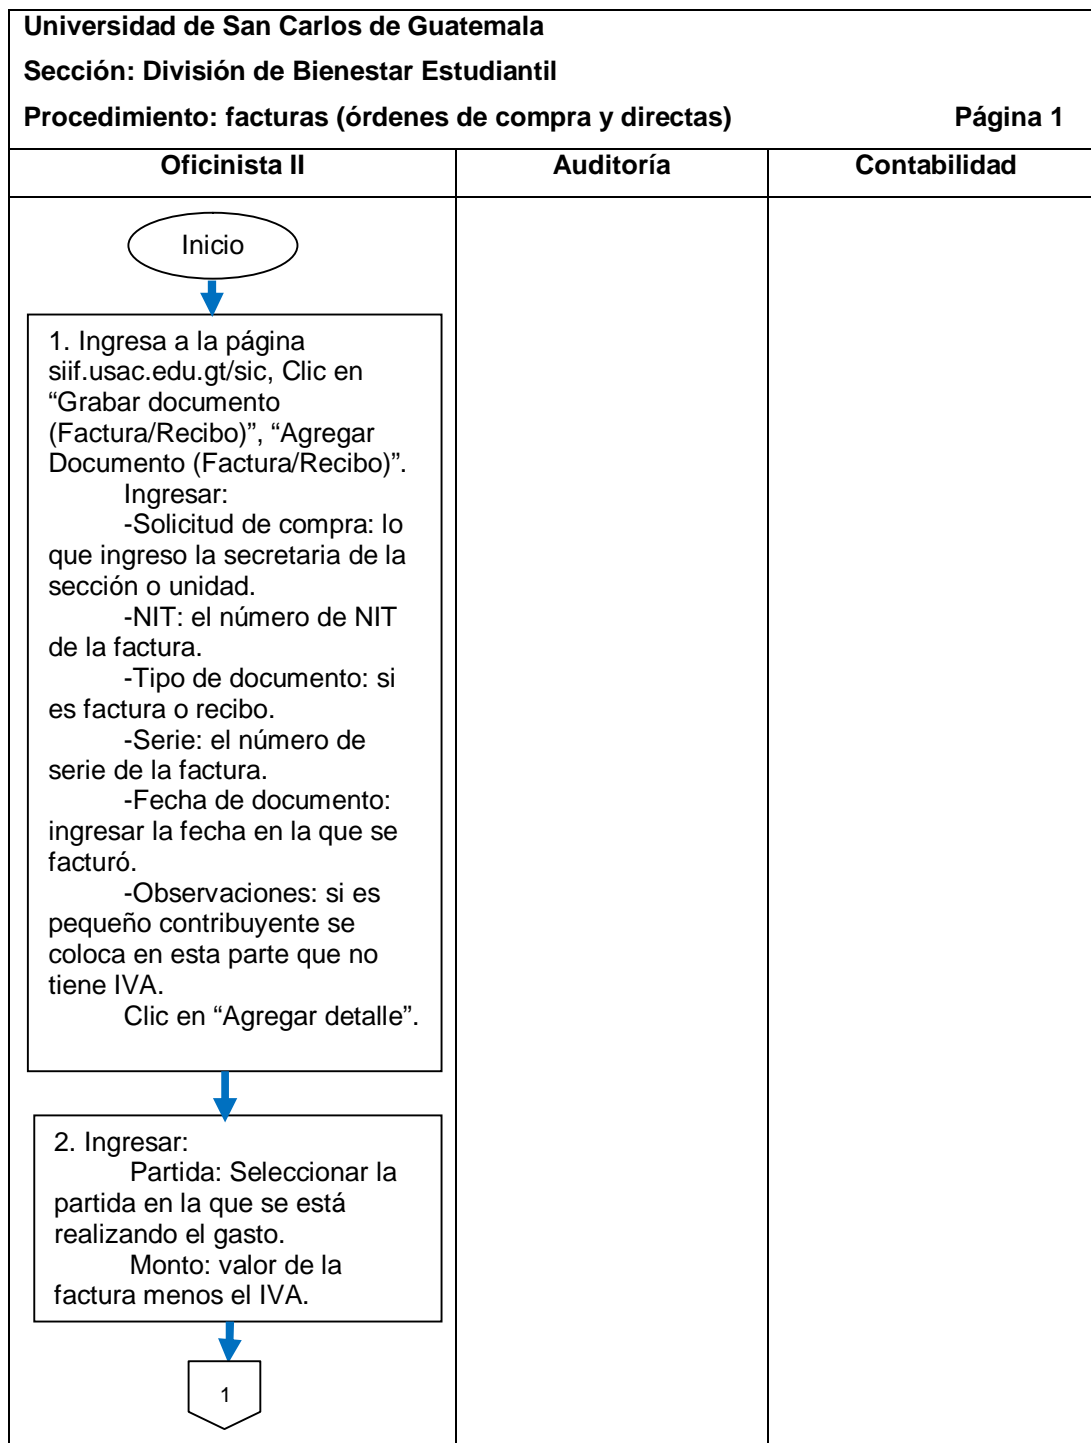 Universidad de San Carlos de Guatemala
Sección: División de Bienestar Estudiantil
Procedimiento: facturas (órdenes de compra y directas) Página 1
Oficinista II Auditoría Contabilidad
Inicio
1. Ingresa a la página
siif.usac.edu.gt/sic, Clic en
“Grabar documento
(Factura/Recibo)”, “Agregar
Documento (Factura/Recibo)”.
Ingresar:
-Solicitud de compra: lo
que ingreso la secretaria de la
sección o unidad.
-NIT: el número de NIT
de la factura.
-Tipo de documento: si
es factura o recibo.
-Serie: el número de
serie de la factura.
-Fecha de documento:
ingresar la fecha en la que se
facturó.
-Observaciones: si es
pequeño contribuyente se
coloca en esta parte que no
tiene IVA.
Clic en “Agregar detalle”.
2. Ingresar:
Partida: Seleccionar la
partida en la que se está
realizando el gasto.
Monto: valor de la
factura menos el IVA.
1